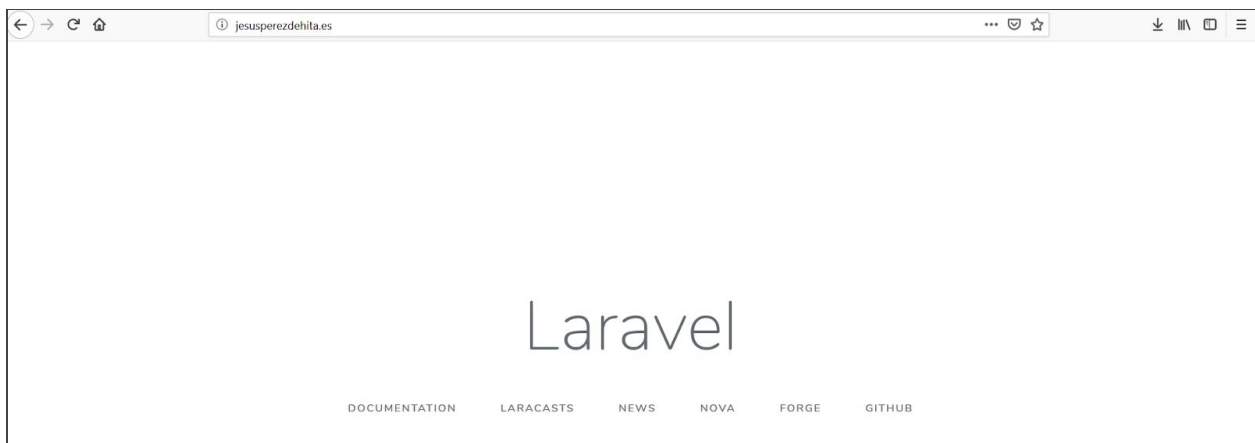 jesusperezdehita.es
Laravel
DOCUMENTATION LARACASTS NEWS NOVA FORGE GITHUB